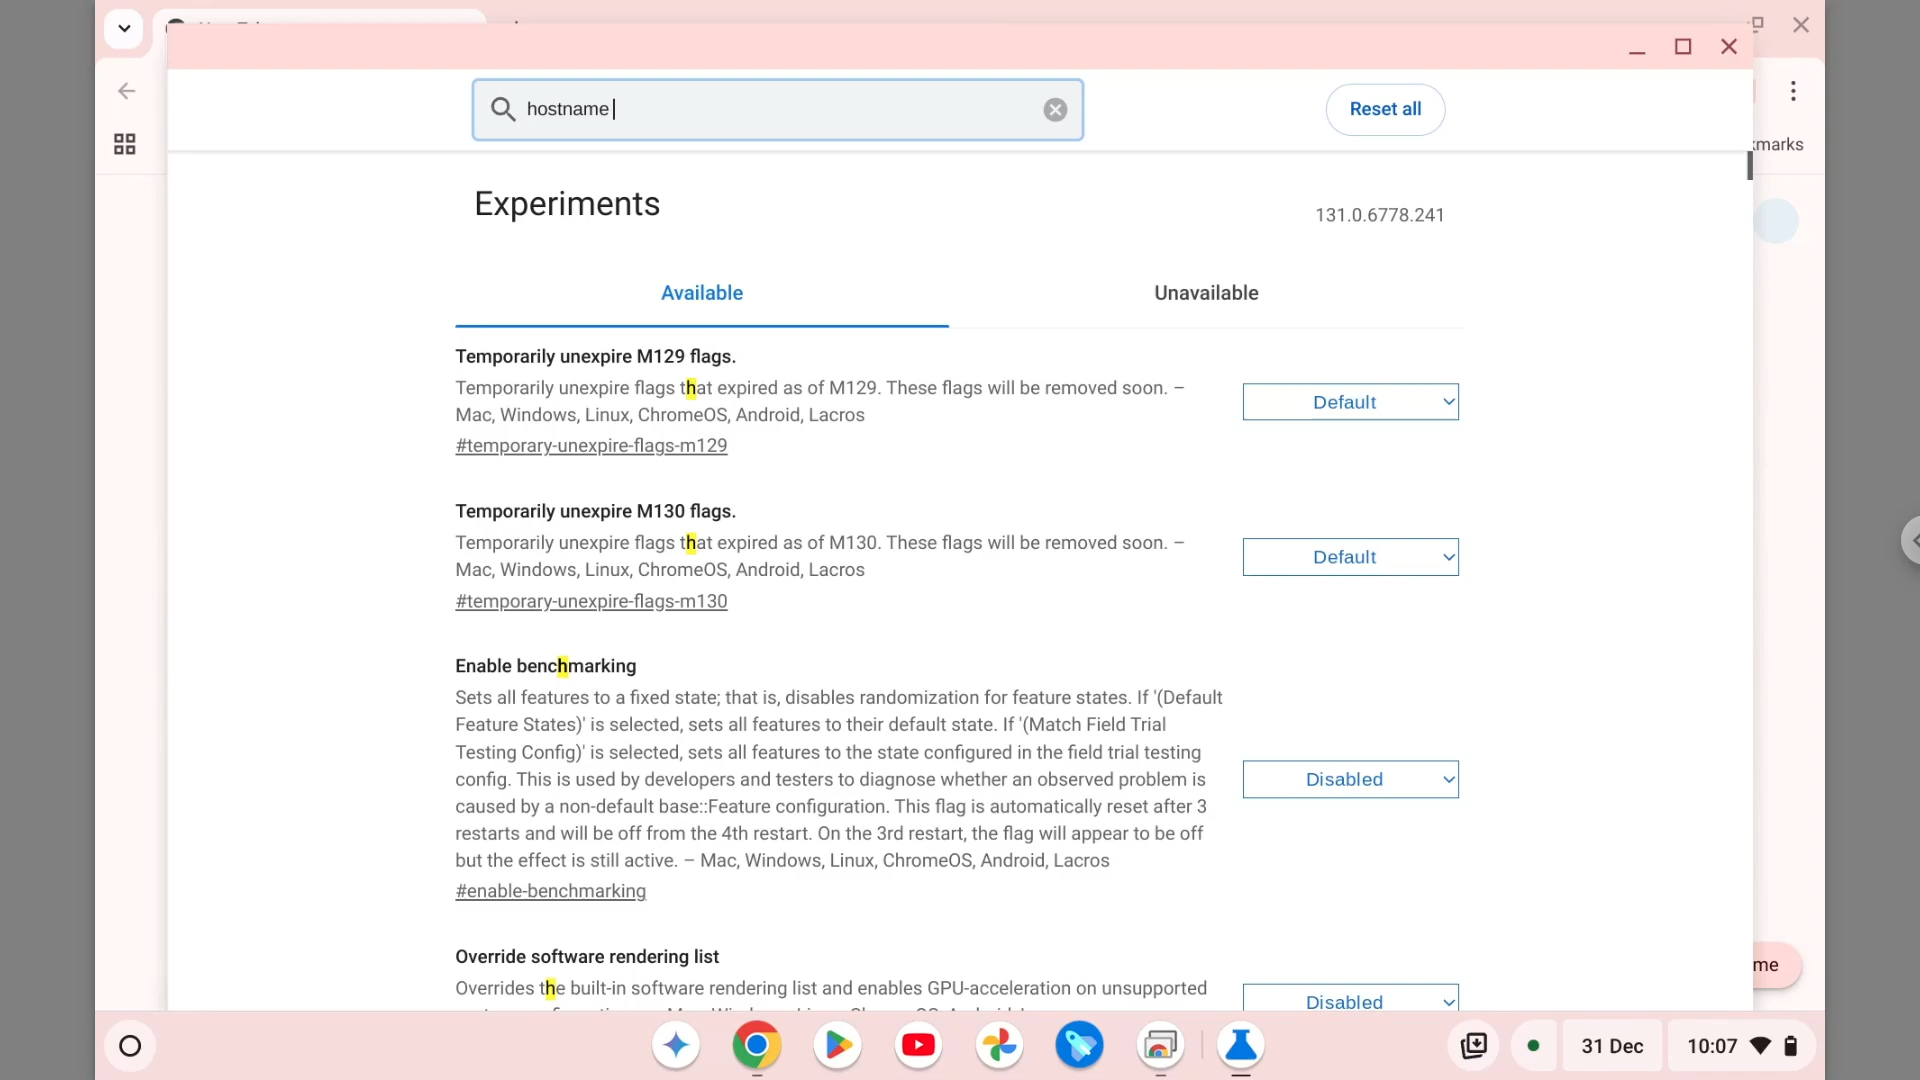 hostname
Reset all
kmarks
Experiments
131.0.6778.241
Available
Unavailable
Temporarily unexpire M129 flags.
Temporarily unexpire flags that expired as of M129. These flags will be removed soon. –
Mac, Windows, Linux, ChromeOS, Android, Lacros
#temporary-unexpire-flags-m129
Default
Temporarily unexpire M130 flags.
Temporarily unexpire flags that expired as of M130. These flags will be removed soon. –
Mac, Windows, Linux, ChromeOS, Android, Lacros
#temporary-unexpire-flags-m130
Default
Enable benchmarking
Sets all features to a fixed state; that is, disables randomization for feature states. If '(Default
Feature States)' is selected, sets all features to their default state. If '(Match Field Trial
Testing Config)' is selected, sets all features to the state configured in the field trial testing
config. This is used by developers and testers to diagnose whether an observed problem is
caused by a non-default base::Feature configuration. This flag is automatically reset after 3
restarts and will be off from the 4th restart. On the 3rd restart, the flag will appear to be off
but the effect is still active. – Mac, Windows, Linux, ChromeOS, Android, Lacros
#enable-benchmarking
Disabled
Override software rendering list
Overrides the built-in software rendering list and enables GPU-acceleration on unsupported
Disabled
me
31 Dec
10:07